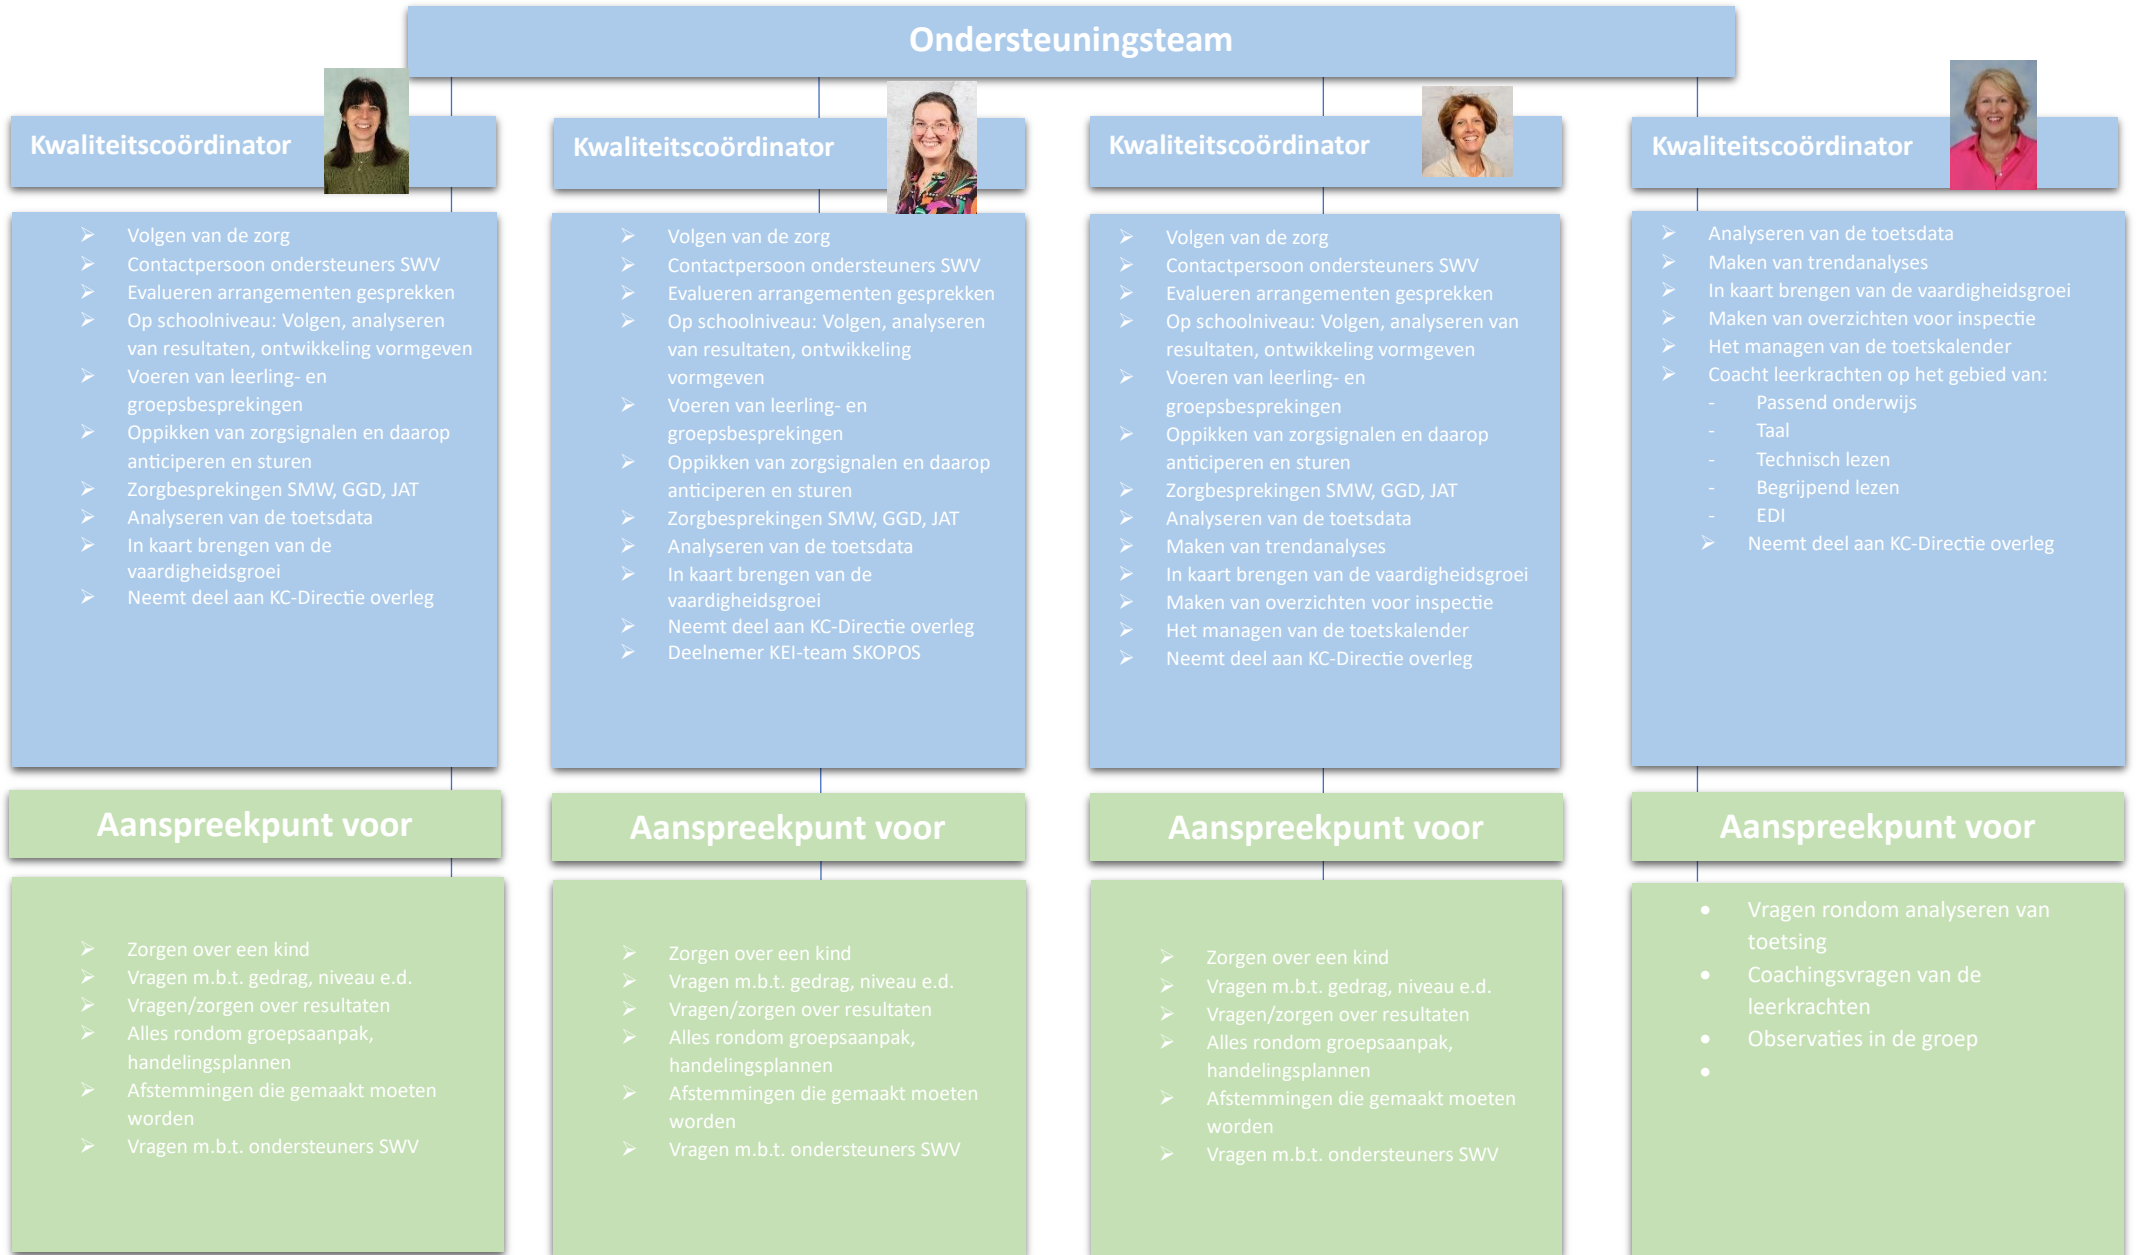 Ondersteuningsteam
Kwaliteitscoördinator
➢ Volgen van de zorg
➢ Contactpersoon ondersteuners SWV
➢ Evalueren arrangementen gesprekken
➢ Op schoolniveau: Volgen, analyseren
van resultaten, ontwikkeling vormgeven
➢ Voeren van leerling- en
groepsbesprekingen
➢ Oppikken van zorgsignalen en daarop
anticiperen en sturen
➢ Zorgbesprekingen SMW, GGD, JAT
➢ Analyseren van de toetsdata
➢ In kaart brengen van de
vaardigheidsgroei
➢ Neemt deel aan KC-Directie overleg
Aanspreekpunt voor
➢ Zorgen over een kind
➢ Vragen m.b.t. gedrag, niveau e.d.
➢ Vragen/zorgen over resultaten
➢ Alles rondom groepsaanpak,
handelingsplannen
➢ Afstemmingen die gemaakt moeten
worden
➢ Vragen m.b.t. ondersteuners SWV
Kwaliteitscoördinator
➢ Volgen van de zorg
➢ Contactpersoon ondersteuners SWV
➢ Evalueren arrangementen gesprekken
➢ Op schoolniveau: Volgen, analyseren
van resultaten, ontwikkeling
vormgeven
➢ Voeren van leerling- en
groepsbesprekingen
➢ Oppikken van zorgsignalen en daarop
anticiperen en sturen
➢ Zorgbesprekingen SMW, GGD, JAT
➢ Analyseren van de toetsdata
➢ In kaart brengen van de
vaardigheidsgroei
➢ Neemt deel aan KC-Directie overleg
➢ Deelnemer KEI-team SKOPOS
Aanspreekpunt voor
➢ Zorgen over een kind
➢ Vragen m.b.t. gedrag, niveau e.d.
➢ Vragen/zorgen over resultaten
➢ Alles rondom groepsaanpak,
handelingsplannen
➢ Afstemmingen die gemaakt moeten
worden
➢ Vragen m.b.t. ondersteuners SWV
Kwaliteitscoördinator
➢ Volgen van de zorg
➢ Contactpersoon ondersteuners SWV
➢ Evalueren arrangementen gesprekken
➢ Op schoolniveau: Volgen, analyseren van
resultaten, ontwikkeling vormgeven
➢ Voeren van leerling- en
groepsbesprekingen
➢ Oppikken van zorgsignalen en daarop
anticiperen en sturen
➢ Zorgbesprekingen SMW, GGD, JAT
➢ Analyseren van de toetsdata
➢ Maken van trendanalyses
➢ In kaart brengen van de vaardigheidsgroei
➢ Maken van overzichten voor inspectie
➢ Het managen van de toetskalender
➢ Neemt deel aan KC-Directie overleg
Aanspreekpunt voor
➢ Zorgen over een kind
➢ Vragen m.b.t. gedrag, niveau e.d.
➢ Vragen/zorgen over resultaten
➢ Alles rondom groepsaanpak,
handelingsplannen
➢ Afstemmingen die gemaakt moeten
worden
➢ Vragen m.b.t. ondersteuners SWV
Kwaliteitscoördinator
➢ Analyseren van de toetsdata
➢ Maken van trendanalyses
➢ In kaart brengen van de vaardigheidsgroei
➢ Maken van overzichten voor inspectie
➢ Het managen van de toetskalender
➢ Coacht leerkrachten op het gebied van:
- Passend onderwijs
- Taal
- Technisch lezen
- Begrijpend lezen
- EDI
➢ Neemt deel aan KC-Directie overleg
Aanspreekpunt voor
• Vragen rondom analyseren van
toetsing
• Coachingsvragen van de
leerkrachten
• Observaties in de groep
•